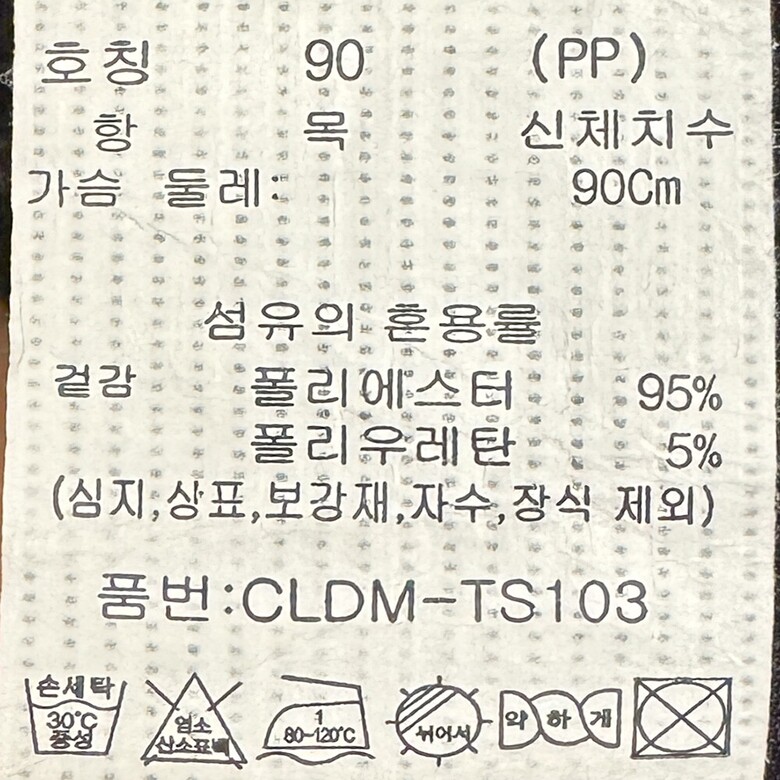 호칭 90 (PP)
항 목 신체치수
가슴 둘레: 90Cm
섬유의 혼용률
겉감 폴리에스터 95%
폴리우레탄 5%
(심지,상표,보강재,자수,장식 제외)
품번:CLDM-TS103
손세탁
30℃
중성
염소
산소표백
1
80-120℃
뉘어서
약하게